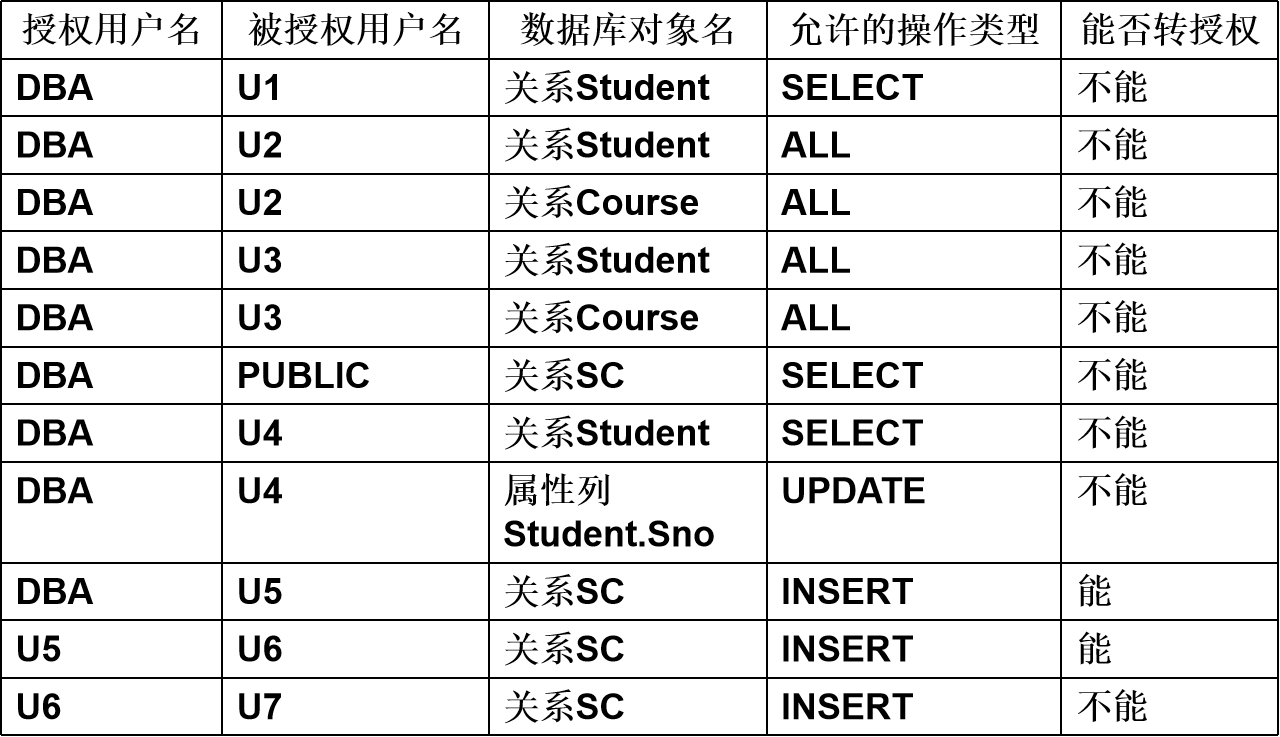 授权用户名 被授权用户名 数据库对象名 允许的操作类型 能否转授权
DBA U1 关系Student SELECT 不能
DBA U2 关系Student ALL 不能
DBA U2 关系Course ALL 不能
DBA U3 关系Student ALL 不能
DBA U3 关系Course ALL 不能
DBA PUBLIC 关系SC SELECT 不能
DBA U4 关系Student SELECT 不能
DBA U4 属性列 UPDATE 不能
Student.Sno
DBA U5 关系SC INSERT 能
U5 U6 关系SC INSERT 能
U6 U7 关系SC INSERT 不能